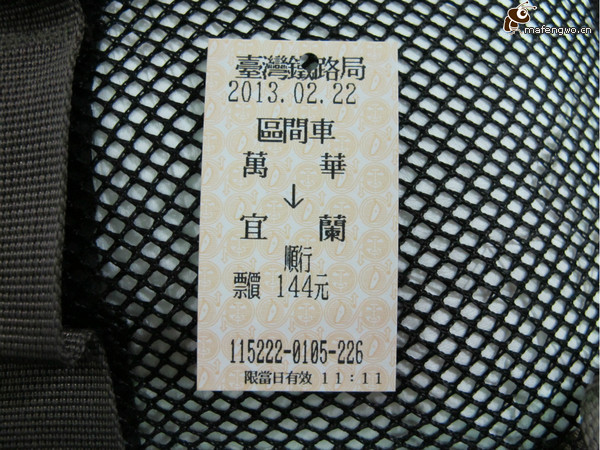 mafengwo.cn
臺灣鐵路局
2013.02.22
區間車
萬華
↓
宜蘭
順行
票價 144元
115222-0105-226
限當日有效 11:11